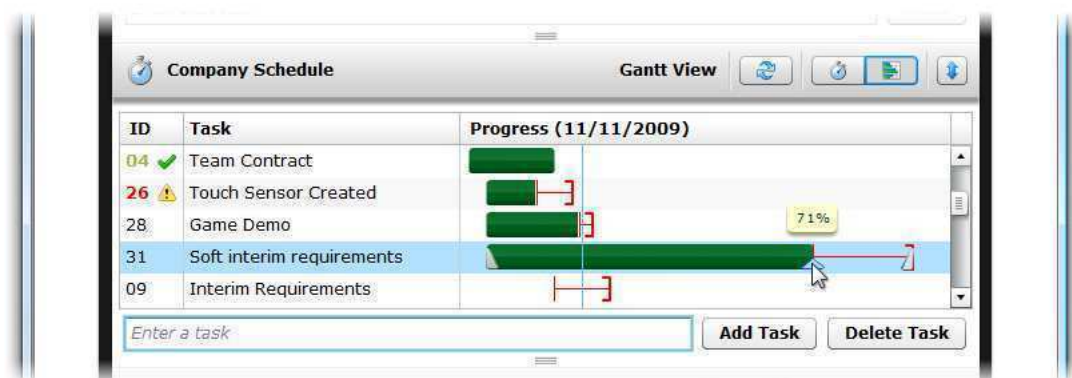 Company Schedule Gantt View
ID Task Progress (11/11/2009)
04 Team Contract
26 Touch Sensor Created
28 Game Demo
71%
31 Soft interim requirements
09 Interim Requirements
Enter a task Add Task Delete Task